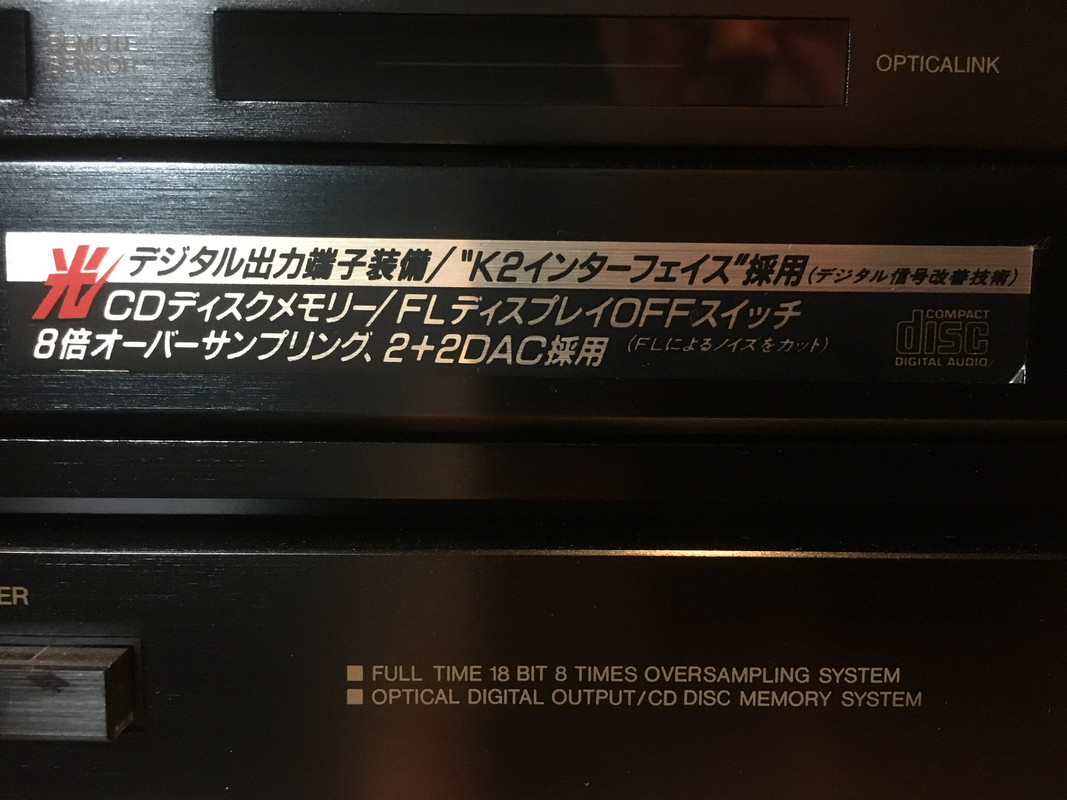 REMOTE
SENSOR
OPTICALINK
光デジタル出力端子装備/"K2インターフェイス"採用(デジタル信号改善技術)
CDディスクメモリー/FLディスプレイOFFスイッチ
8倍オーバーサンプリング、2+2DAC採用 (FLによるノイズをカット)
COMPACT
disc
DIGITAL AUDIO
ER
■ FULL TIME 18 BIT 8 TIMES OVERSAMPLING SYSTEM
■ OPTICAL DIGITAL OUTPUT/CD DISC MEMORY SYSTEM